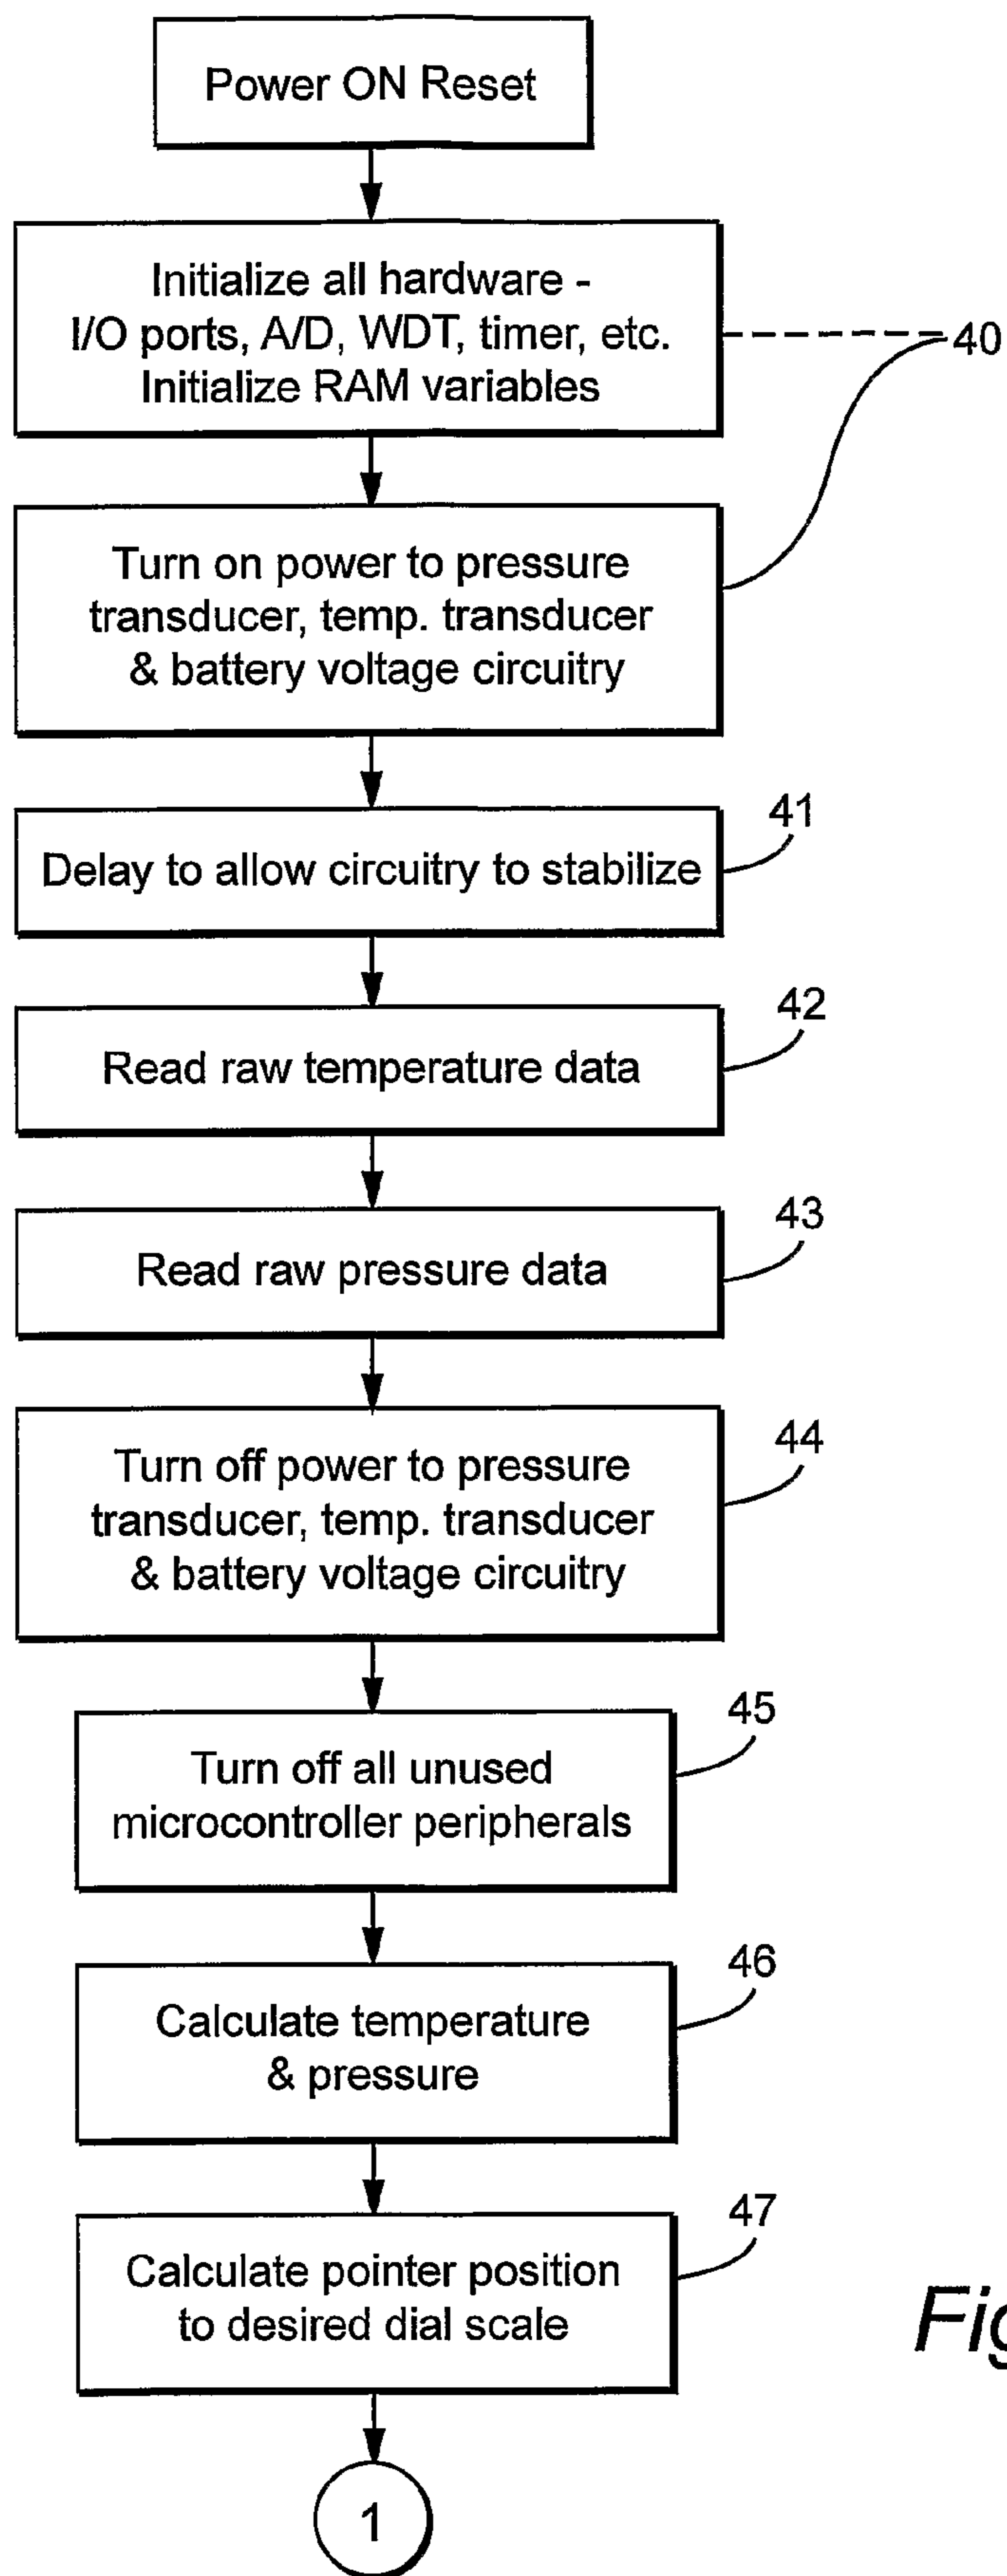 Power ON Reset
Initialize all hardware -
I/O ports, A/D, WDT, timer, etc.
Initialize RAM variables
40
Turn on power to pressure
transducer, temp. transducer
& battery voltage circuitry
41
Delay to allow circuitry to stabilize
42
Read raw temperature data
43
Read raw pressure data
44
Turn off power to pressure
transducer, temp. transducer
& battery voltage circuitry
45
Turn off all unused
microcontroller peripherals
46
Calculate temperature
& pressure
47
Calculate pointer position
to desired dial scale
Fig
1